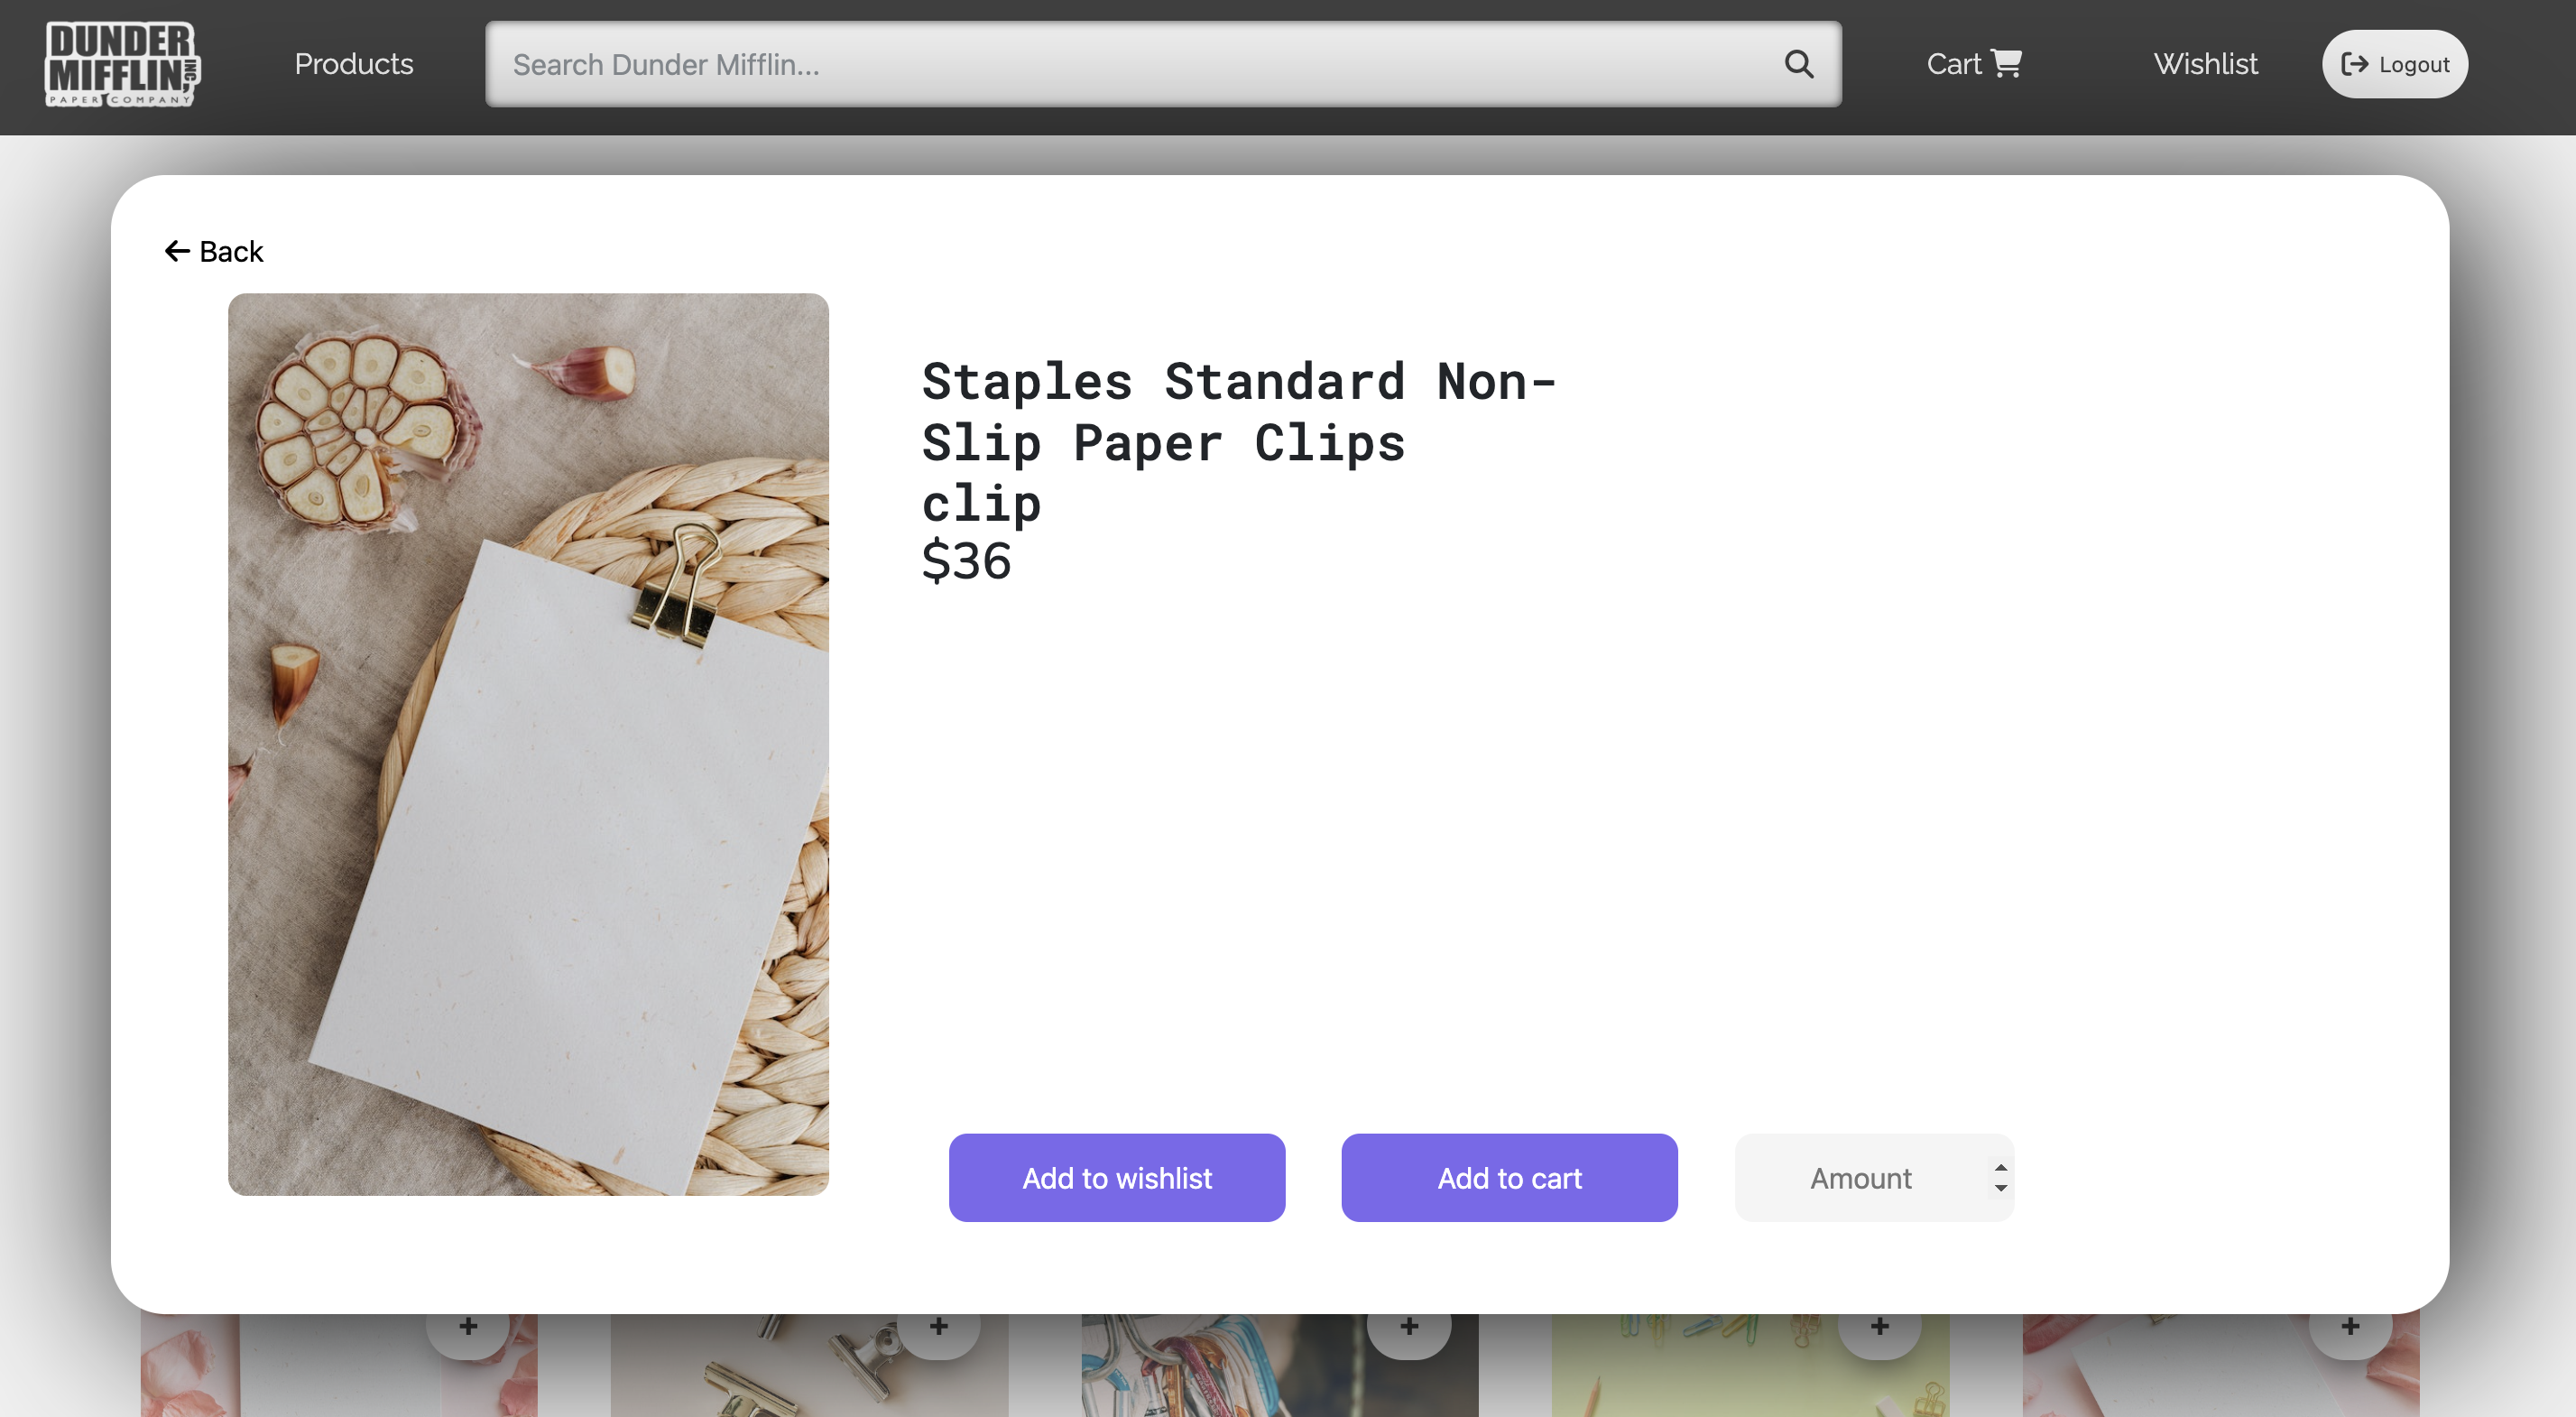 DUNDER
MIFFLIN, INC
PAPER COMPANY
Products
Search Dunder Mifflin...
Cart
Wishlist
Logout
Back
Staples Standard Non-
Slip Paper Clips
clip
$36
Add to wishlist
Add to cart
Amount
+
+
+
+
+